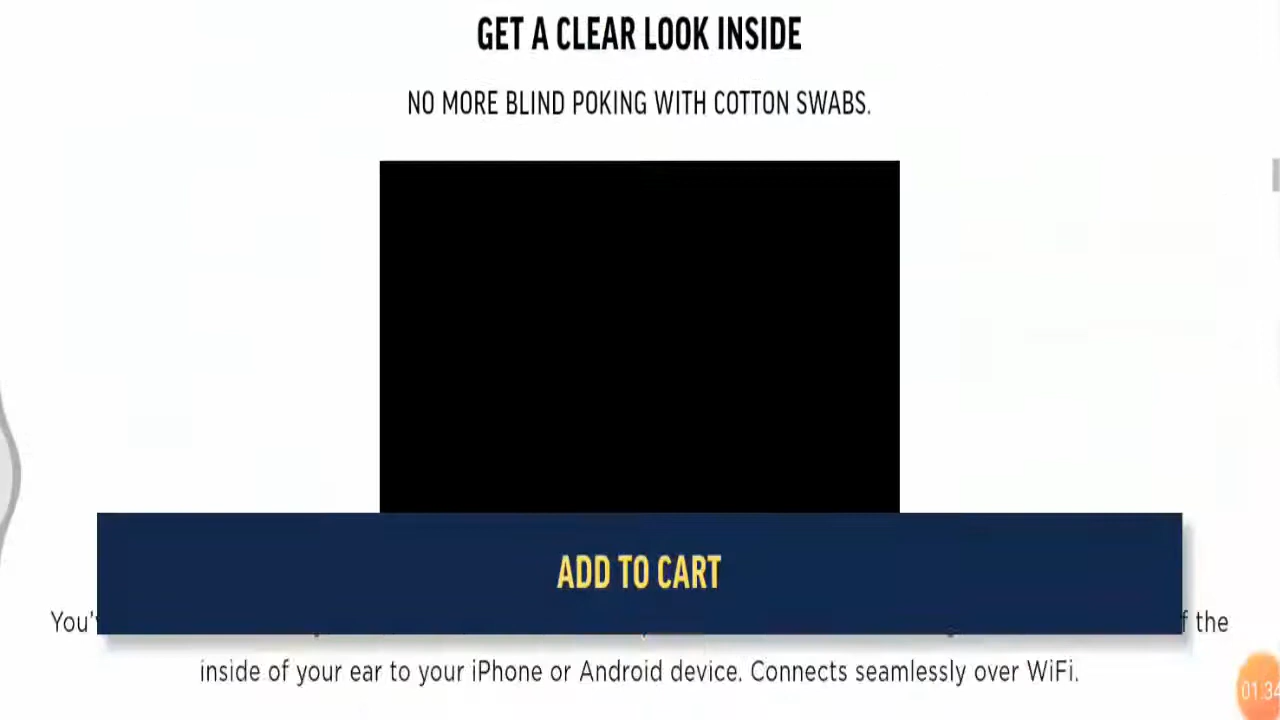 GET A CLEAR LOOK INSIDE
NO MORE BLIND POKING WITH COTTON SWABS.
ADD TO CART
the
inside of your ear to your iPhone or Android device. Connects seamlessly over WiFi.
01:34